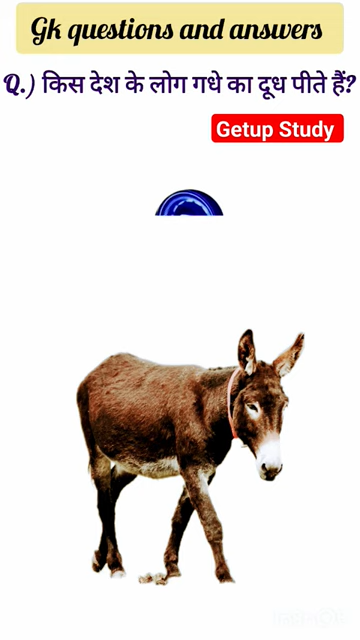 Gk questions and answers
Q.) किस देश के लोग गधे का दूध पीते हैं?
Getup Study